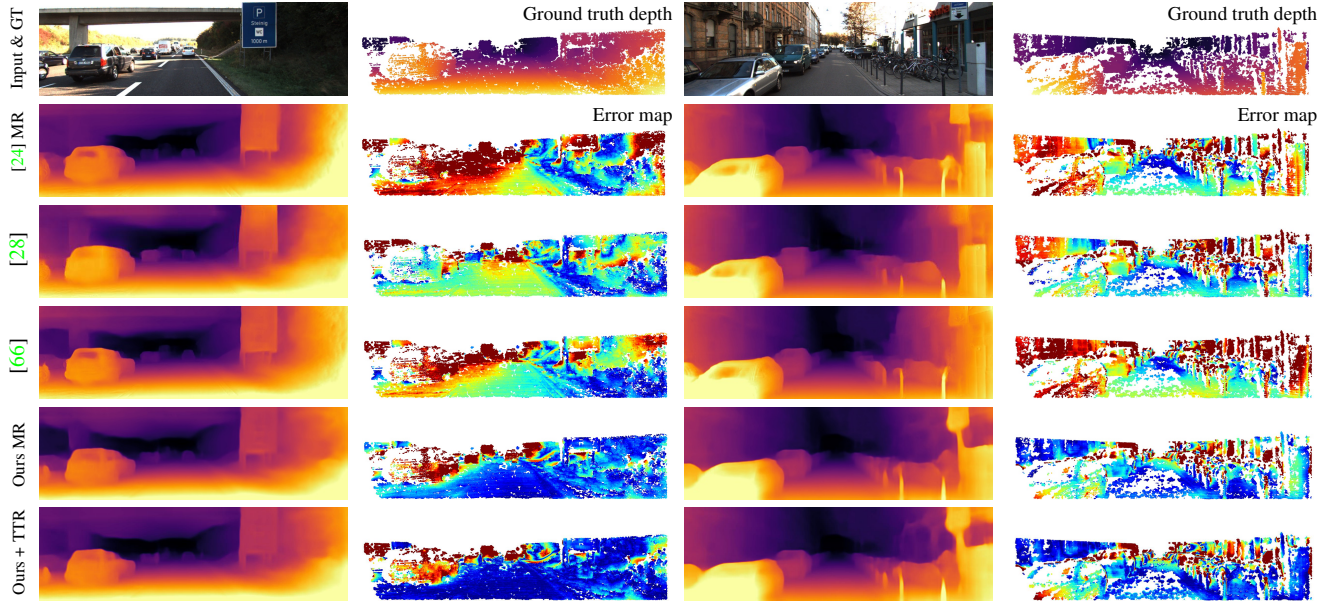 Input & GT
Ground truth depth
Ground truth depth
P
1000 m
[24] MR
Error map
Error map
[28]
[66]
Ours MR
Ours + TTR